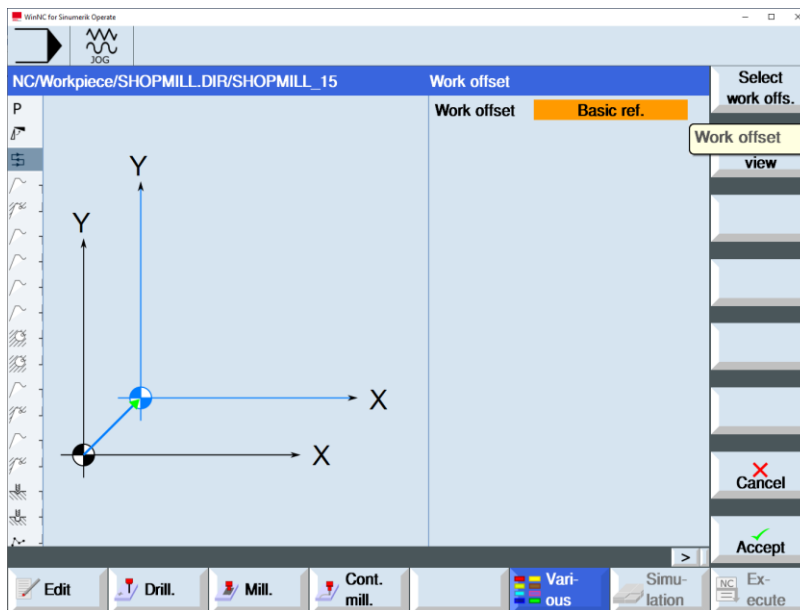 WinNC for Sinumerik Operate
JOG
NC/Workpiece/SHOPMILL.DIR/SHOPMILL_15
Work offset
Select
work offs.
P
Work offset
Basic ref.
Work offset
view
Y
Y
X
X
Cancel
Accept
>
Edit
Drill.
Mill.
Cont.
mill.
Vari-
ous
Simu-
lation
NC
Ex-
ecute